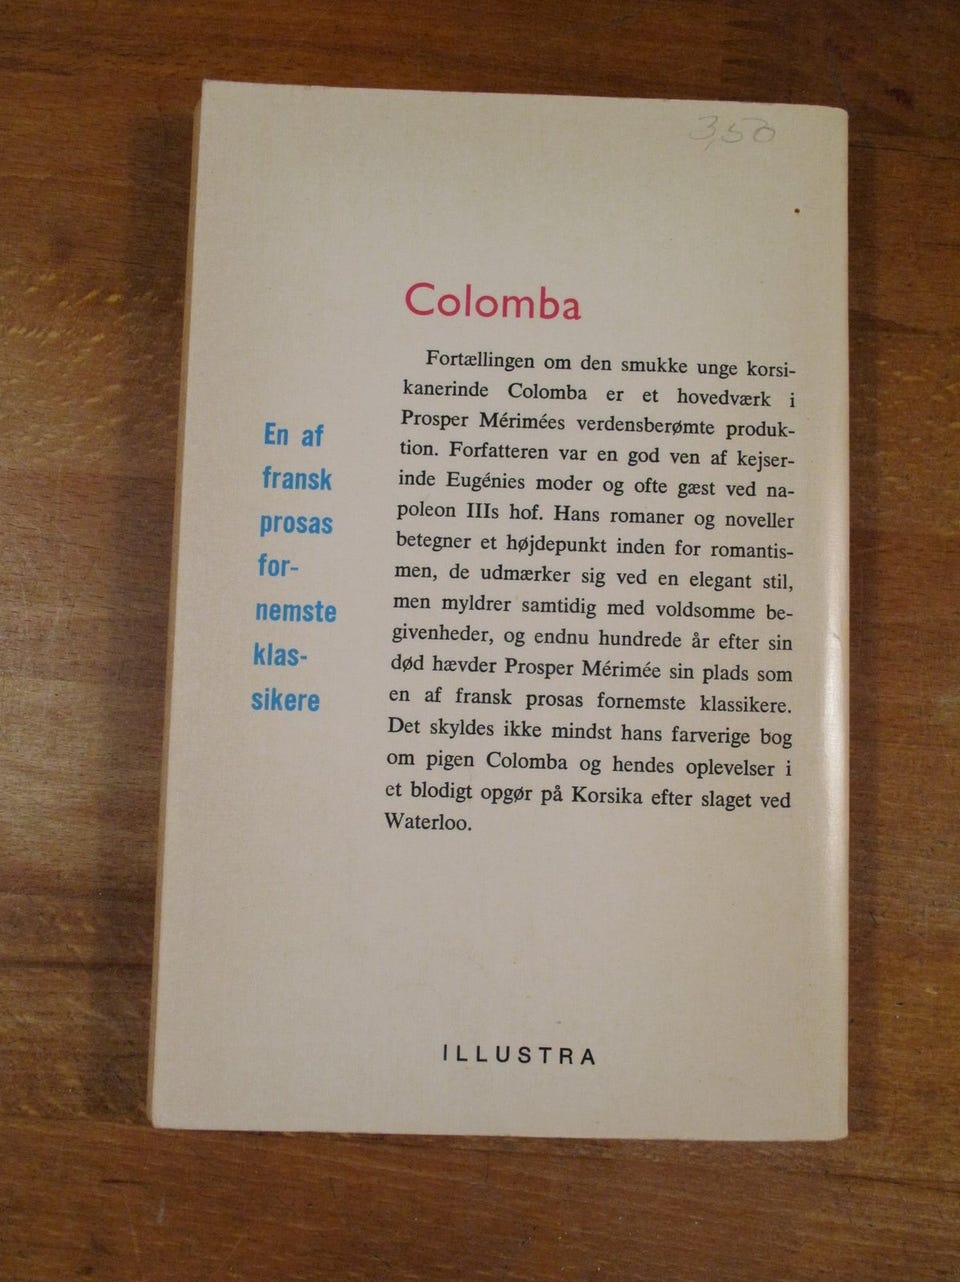 3,50
Colomba
Fortællingen om den smukke unge korsi-
kanerinde Colomba er et hovedværk i
Prosper Mérimées verdensberømte produk-
tion. Forfatteren var en god ven af kejser-
inde Eugénies moder og ofte gæst ved na-
poleon IIIs hof. Hans romaner og noveller
betegner et højdepunkt inden for romantis-
men, de udmærker sig ved en elegant stil,
men myldrer samtidig med voldsomme be-
givenheder, og endnu hundrede år efter sin
død hævder Prosper Mérimée sin plads som
en af fransk prosas fornemste klassikere.
Det skyldes ikke mindst hans farverige bog
om pigen Colomba og hendes oplevelser i
et blodigt opgør på Korsika efter slaget ved
Waterloo.
En af
fransk
prosas
for-
nemste
klas-
sikere
ILLUSTRA